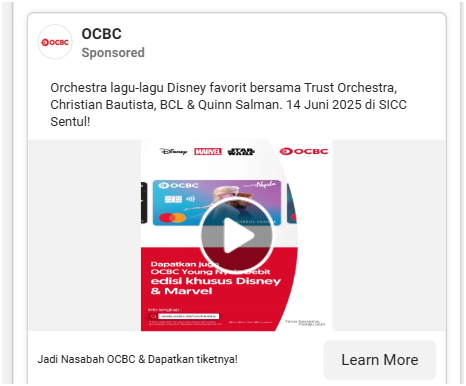 OCBC
Sponsored
OCBC
Orchestra lagu-lagu Disney favorit bersama Trust Orchestra,
Christian Bautista, BCL & Quinn Salman. 14 Juni 2025 di SICC
Sentul!
Disney MARVEL STAR WARS OCBC
OCBC Nyala
Dapatkan juga
OCBC Young Nyala Debit
edisi khusus Disney
& Marvel
Info lengkap
Jadi Nasabah OCBC & Dapatkan tiketnya!
Learn More